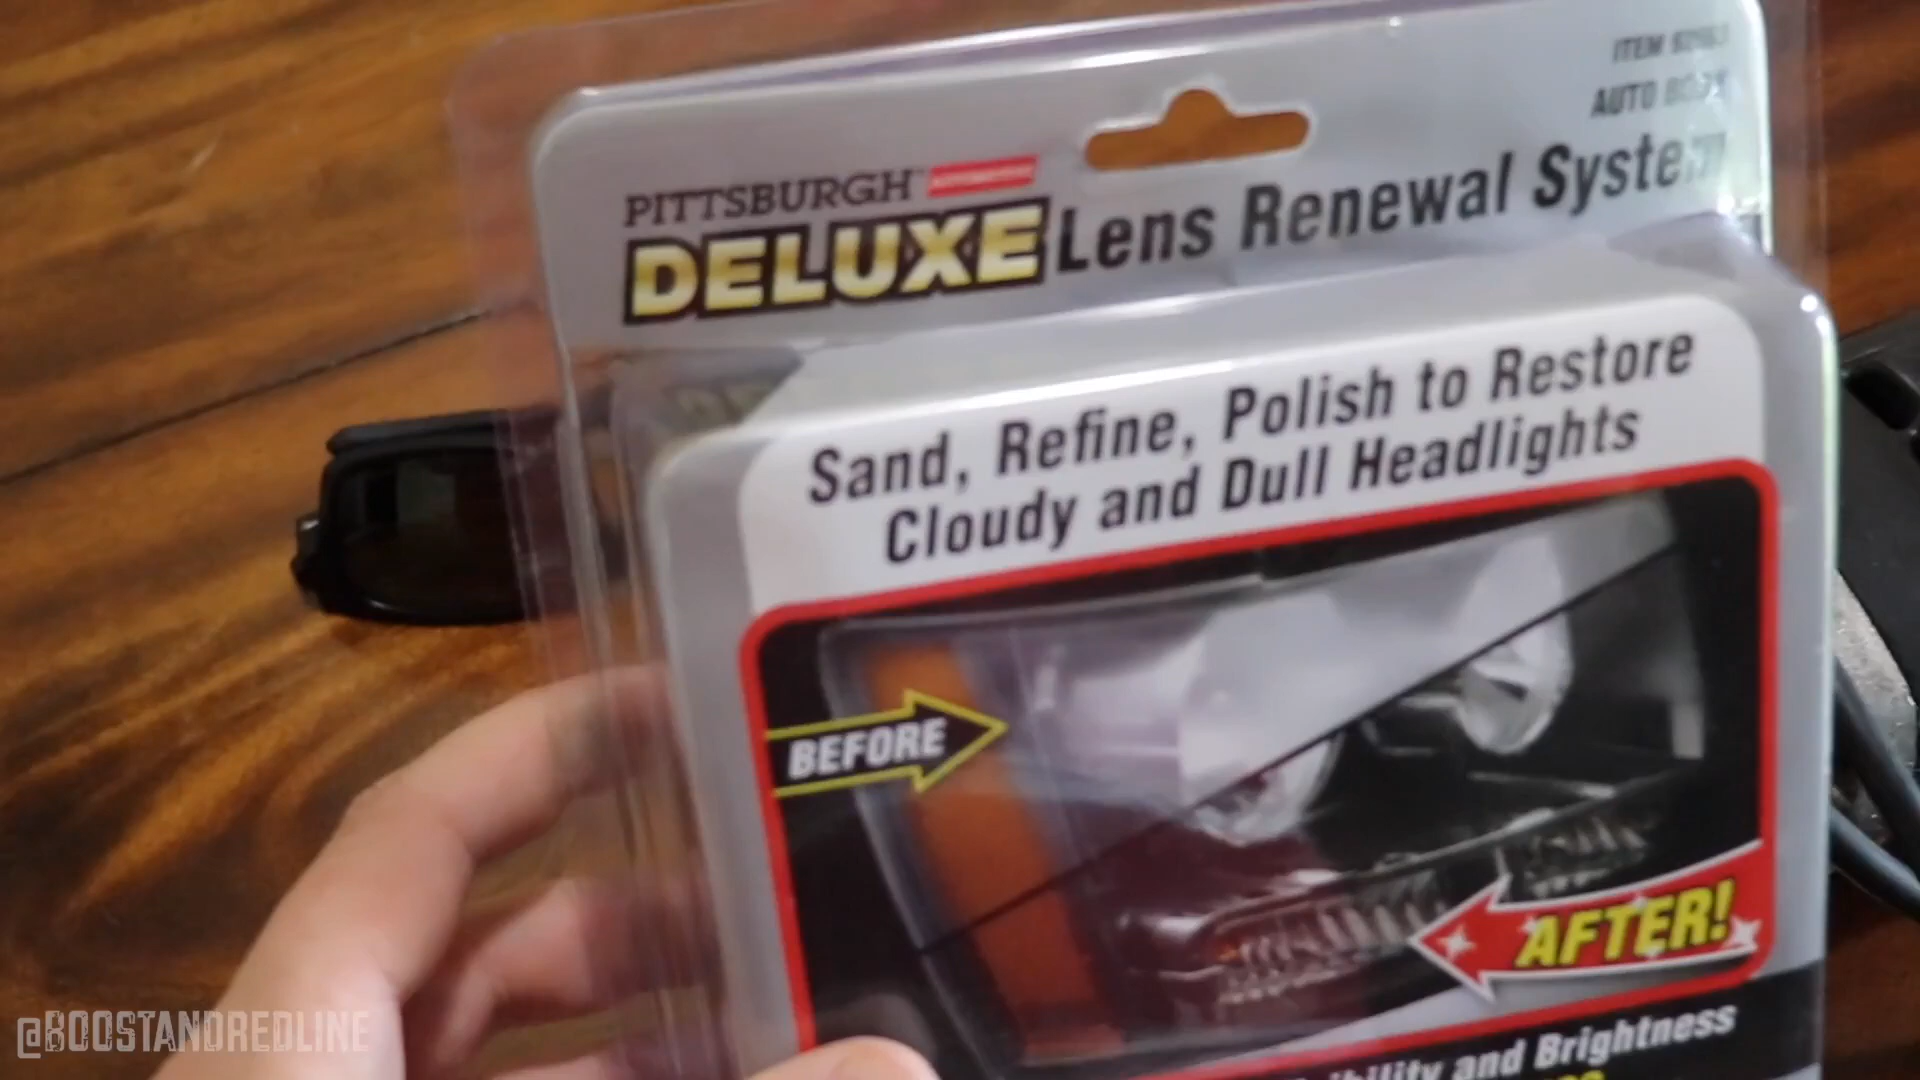 ITEM
AUTO BODY
PITTSBURGH
DELUXE Lens Renewal System
Sand, Refine, Polish to Restore
Cloudy and Dull Headlights
BEFORE
AFTER!
and Brightness
@BOOSTANDREDLINE